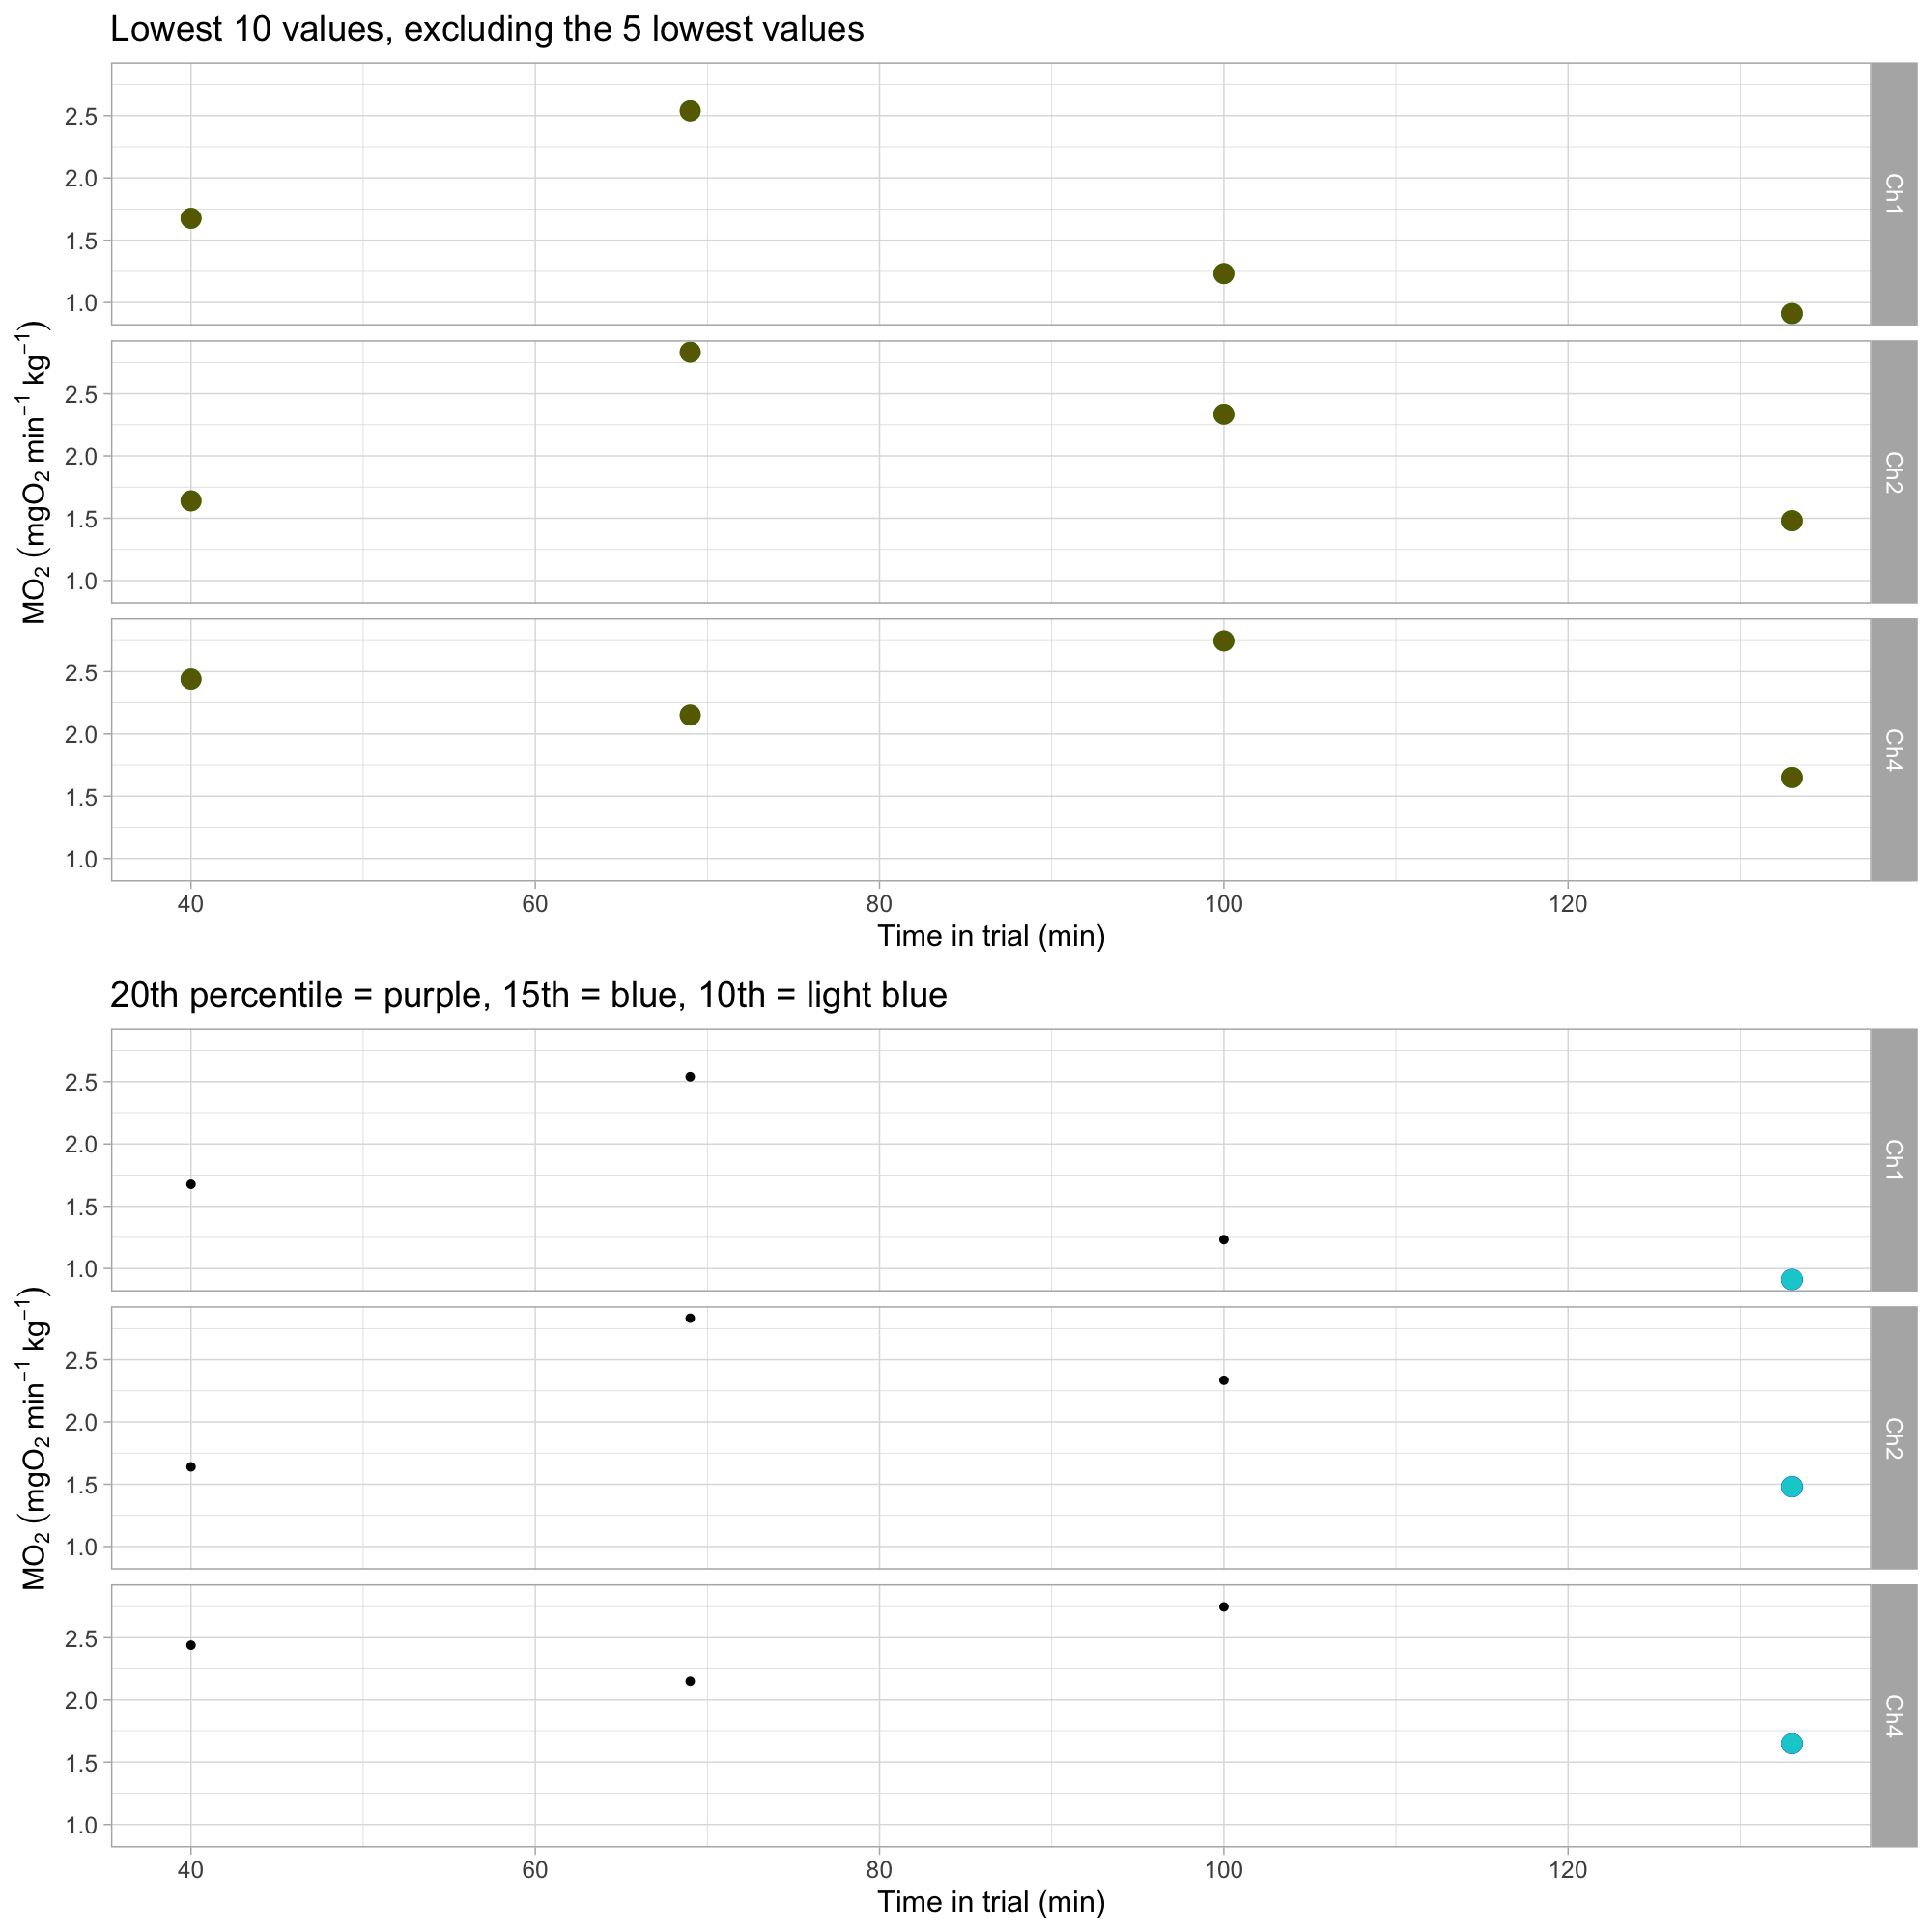 Lowest 10 values, excluding the 5 lowest values
2.5
2.0
1.5
1.0
Ch1
2.5
2.0
1.5
1.0
Ch2
2.5
2.0
1.5
1.0
Ch4
MO₂ (mgO₂ min⁻¹ kg⁻¹)
40 60 80 100 120
Time in trial (min)
20th percentile = purple, 15th = blue, 10th = light blue
2.5
2.0
1.5
1.0
Ch1
2.5
2.0
1.5
1.0
Ch2
2.5
2.0
1.5
1.0
Ch4
MO₂ (mgO₂ min⁻¹ kg⁻¹)
40 60 80 100 120
Time in trial (min)